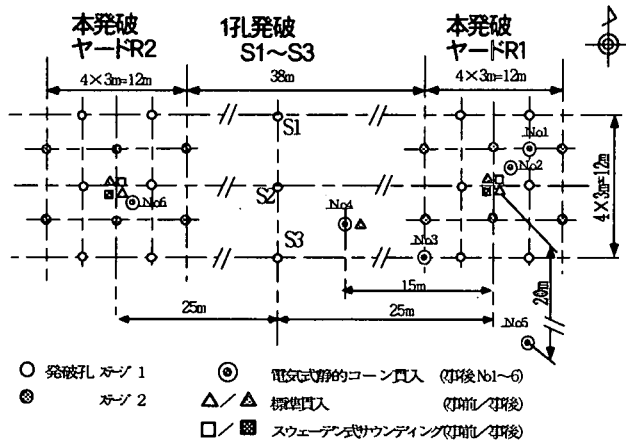 本発破
ヤードR2
1孔発破
S1～S3
本発破
ヤードR1
4×3m=12m
38m
4×3m=12m
S1
No1
No2
S2
No6
No4
4×3m=12m
S3
No3
15m
20m
25m
25m
No5
発破孔 ステージ 1
ステージ 2
電気式静的コーン貫入 (事後 No1～6)
標準貫入 (事前/事後)
スウェーデン式サウンディング(事前/事後)